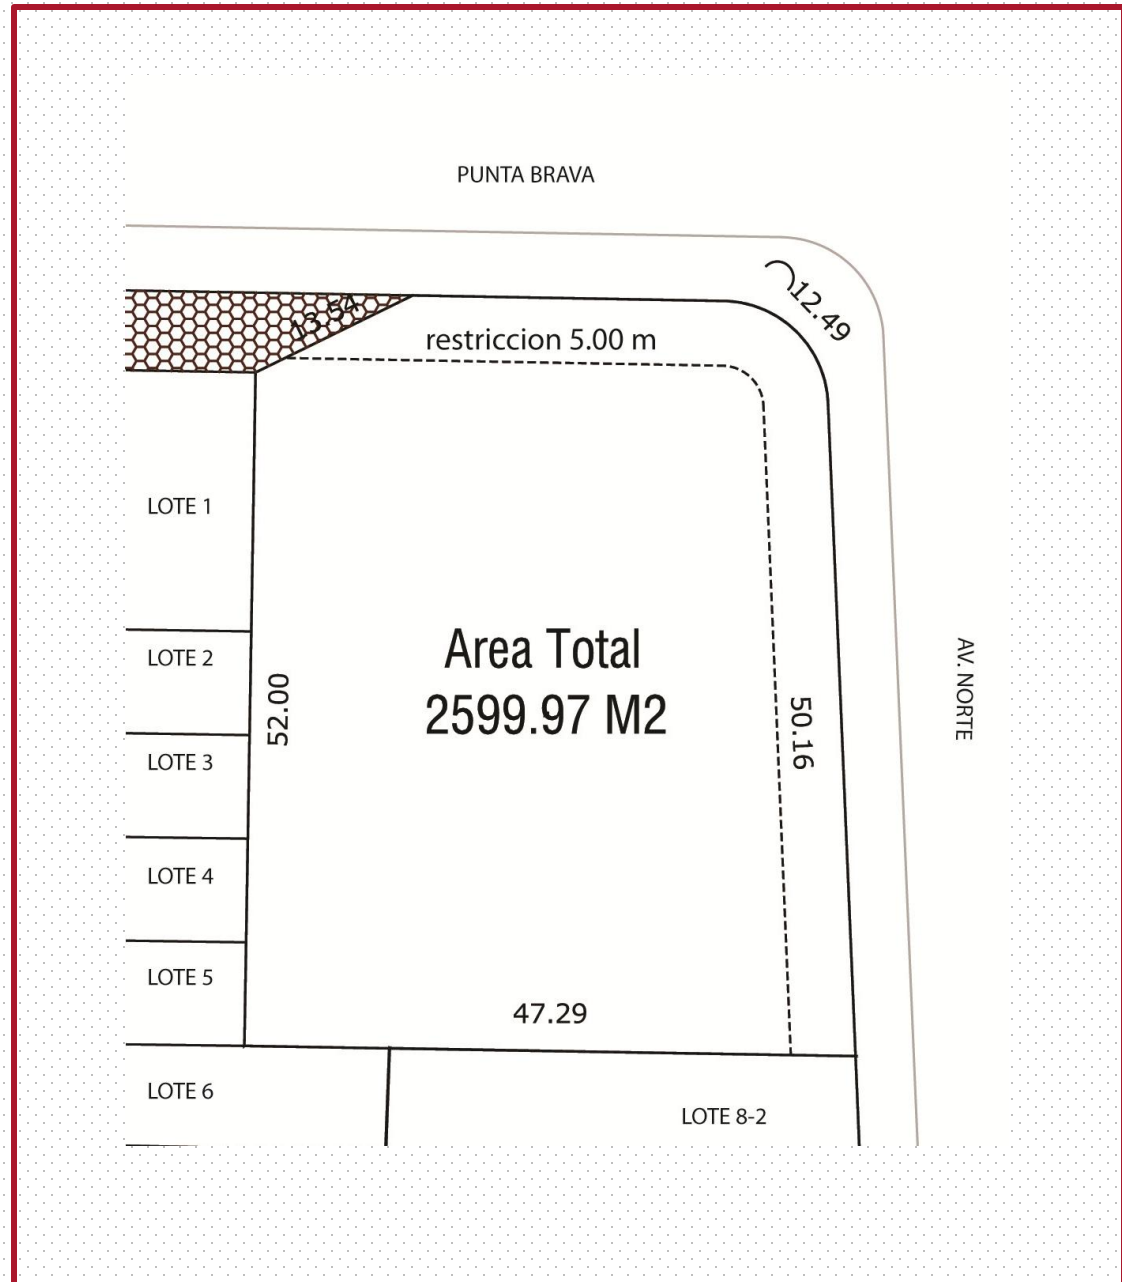 PUNTA BRAVA
12.49
13.54
restriccion 5.00 m
LOTE 1
Area Total
2599.97 M2
LOTE 2
52.00
50.16
AV. NORTE
LOTE 3
LOTE 4
LOTE 5
47.29
LOTE 6
LOTE 8-2